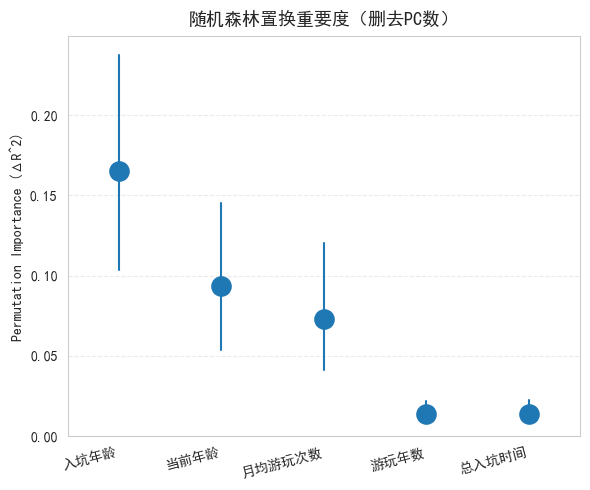 随机森林置换重要度（删去PC数）
Permutation Importance (ΔR^2)
0.20
0.15
0.10
0.05
0.00
入坑年龄
当前年龄
月均游玩次数
游玩年数
总入坑时间